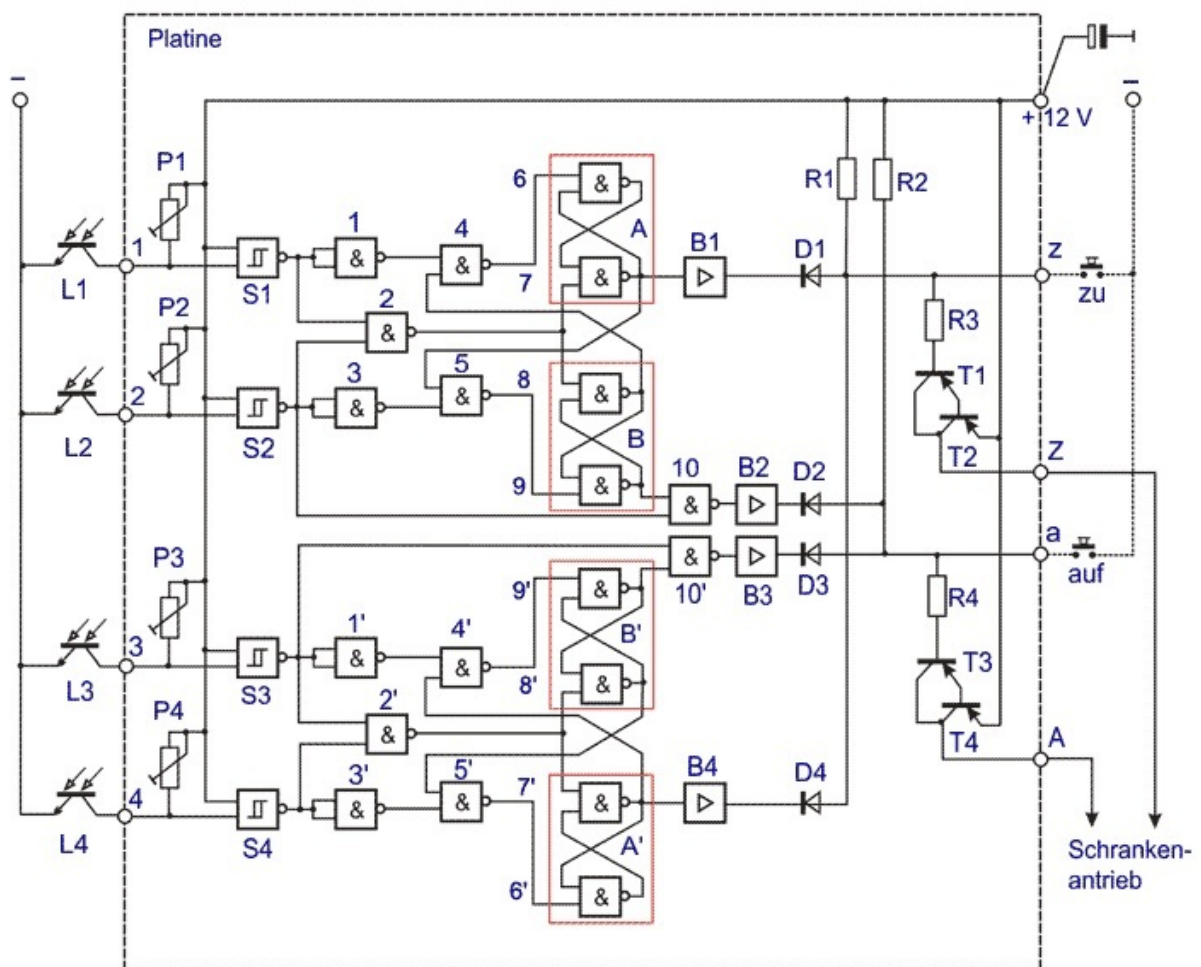 Platine
–
+ 12 V
–
P1
6
&
R1
R2
1
4
L1
1
S1
&
&
A
B1
D1
z
zu
7
&
P2
2
&
R3
3
5
8
&
T1
L2
2
S2
&
&
B
T2
Z
9
&
10
&
B2
D2
P3
&
10'
B3
D3
a
auf
9'
&
R4
1'
4'
B'
L3
3
S3
&
&
8'
&
T3
P4
2'
&
T4
A
3'
5'
7'
&
B4
D4
L4
4
S4
&
&
A'
6'
&
Schranken-
antrieb